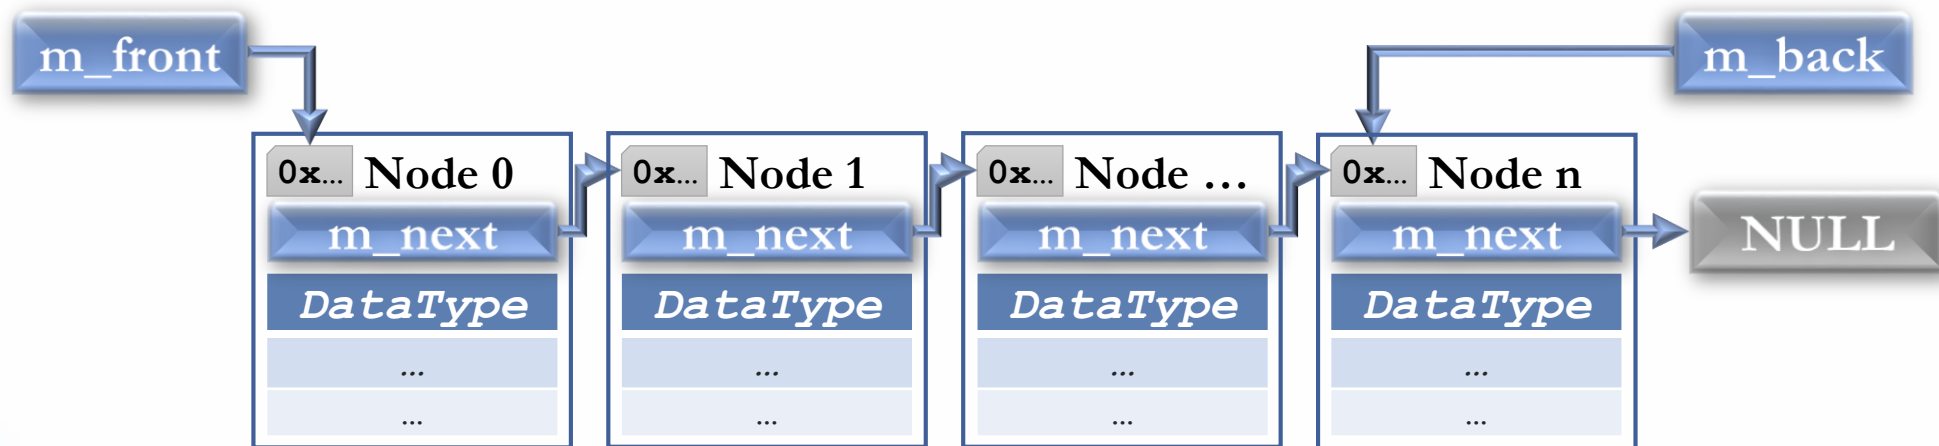 m_front
m_back
0x... Node 0
0x... Node 1
0x... Node …
0x... Node n
m_next
m_next
m_next
m_next
NULL
DataType
DataType
DataType
DataType
...
...
...
...
...
...
...
...